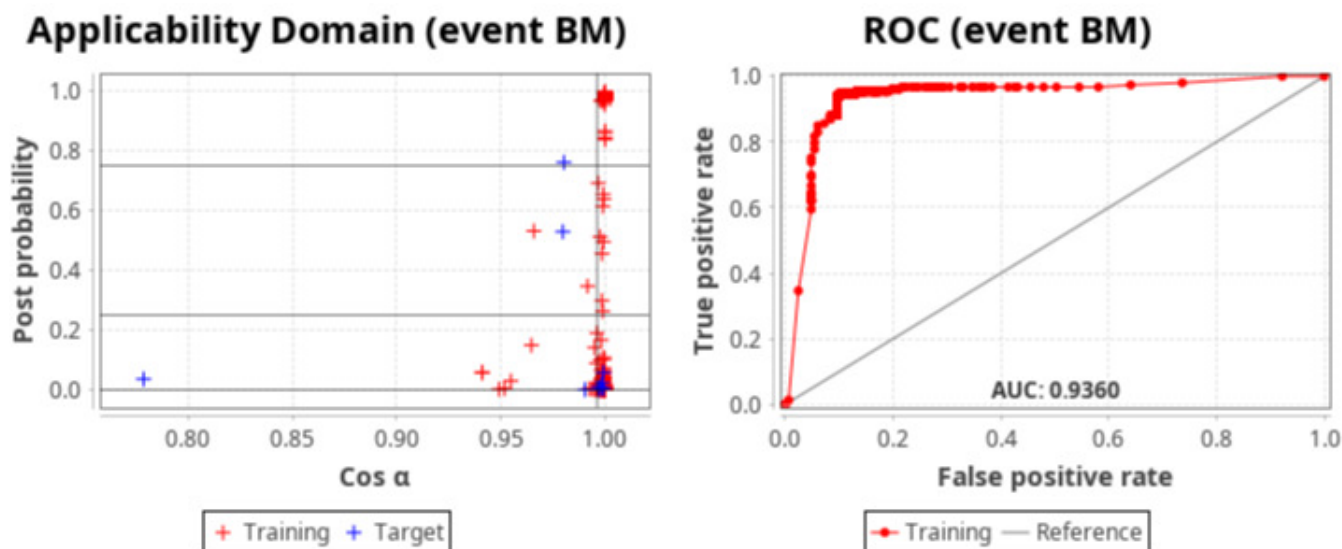 Applicability Domain (event BM)
Post probability
1.0
0.8
0.6
0.4
0.2
0.0
0.80
0.85
0.90
0.95
1.00
Cos α
Training
Target
ROC (event BM)
True positive rate
1.0
0.8
0.6
0.4
0.2
0.0
AUC: 0.9360
0.0
0.2
0.4
0.6
0.8
1.0
False positive rate
Training
Reference